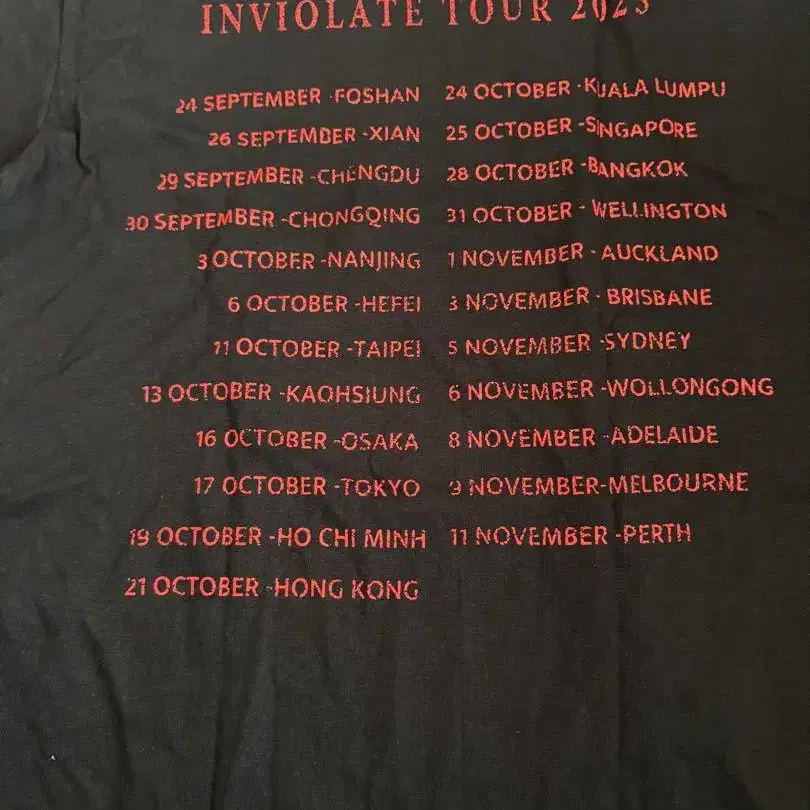 INVIOLATE TOUR 2023
24 SEPTEMBER -FOSHAN
26 SEPTEMBER -XIAN
29 SEPTEMBER -CHENGDU
30 SEPTEMBER -CHONGQING
3 OCTOBER -NANJING
6 OCTOBER -HEFEI
11 OCTOBER -TAIPEI
13 OCTOBER -KAOHSIUNG
16 OCTOBER -OSAKA
17 OCTOBER -TOKYO
19 OCTOBER -HO CHI MINH
21 OCTOBER -HONG KONG
24 OCTOBER -KUALA LUMPU
25 OCTOBER -SINGAPORE
28 OCTOBER -BANGKOK
31 OCTOBER - WELLINGTON
1 NOVEMBER - AUCKLAND
3 NOVEMBER - BRISBANE
5 NOVEMBER -SYDNEY
6 NOVEMBER -WOLLONGONG
8 NOVEMBER -ADELAIDE
9 NOVEMBER-MELBOURNE
11 NOVEMBER -PERTH